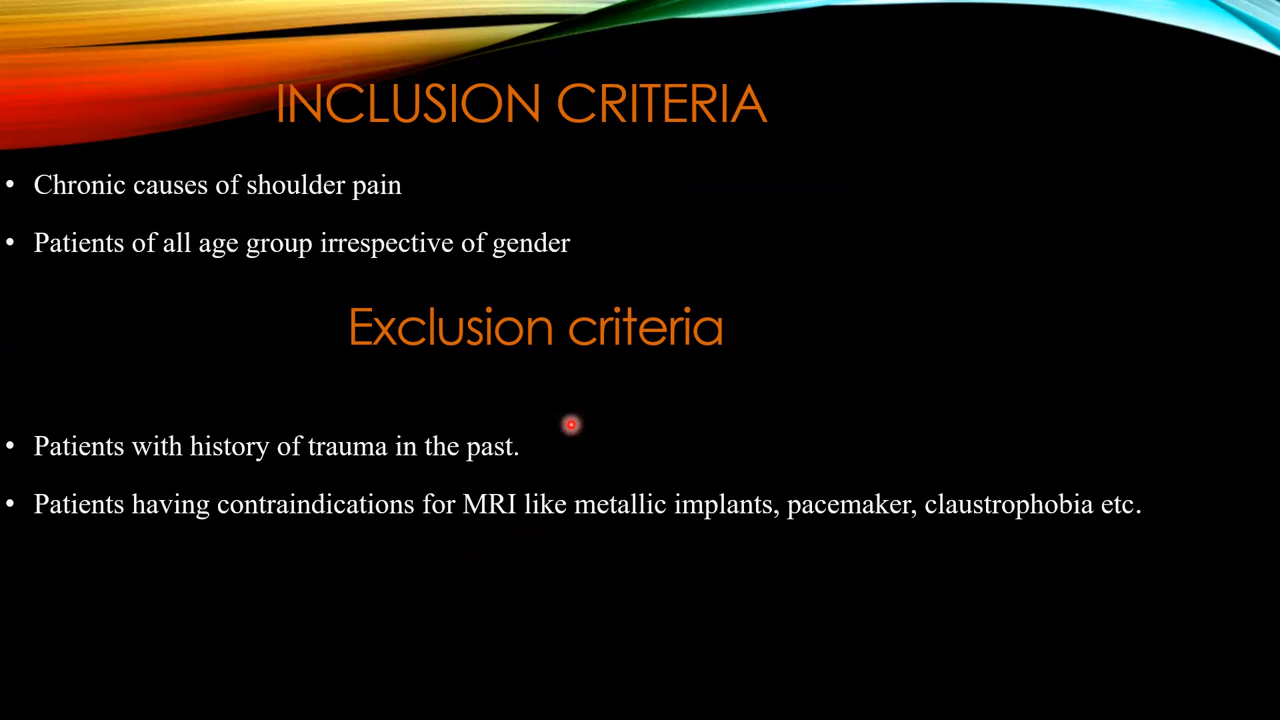 INCLUSION CRITERIA
• Chronic causes of shoulder pain
• Patients of all age group irrespective of gender
Exclusion criteria
• Patients with history of trauma in the past.
• Patients having contraindications for MRI like metallic implants, pacemaker, claustrophobia etc.